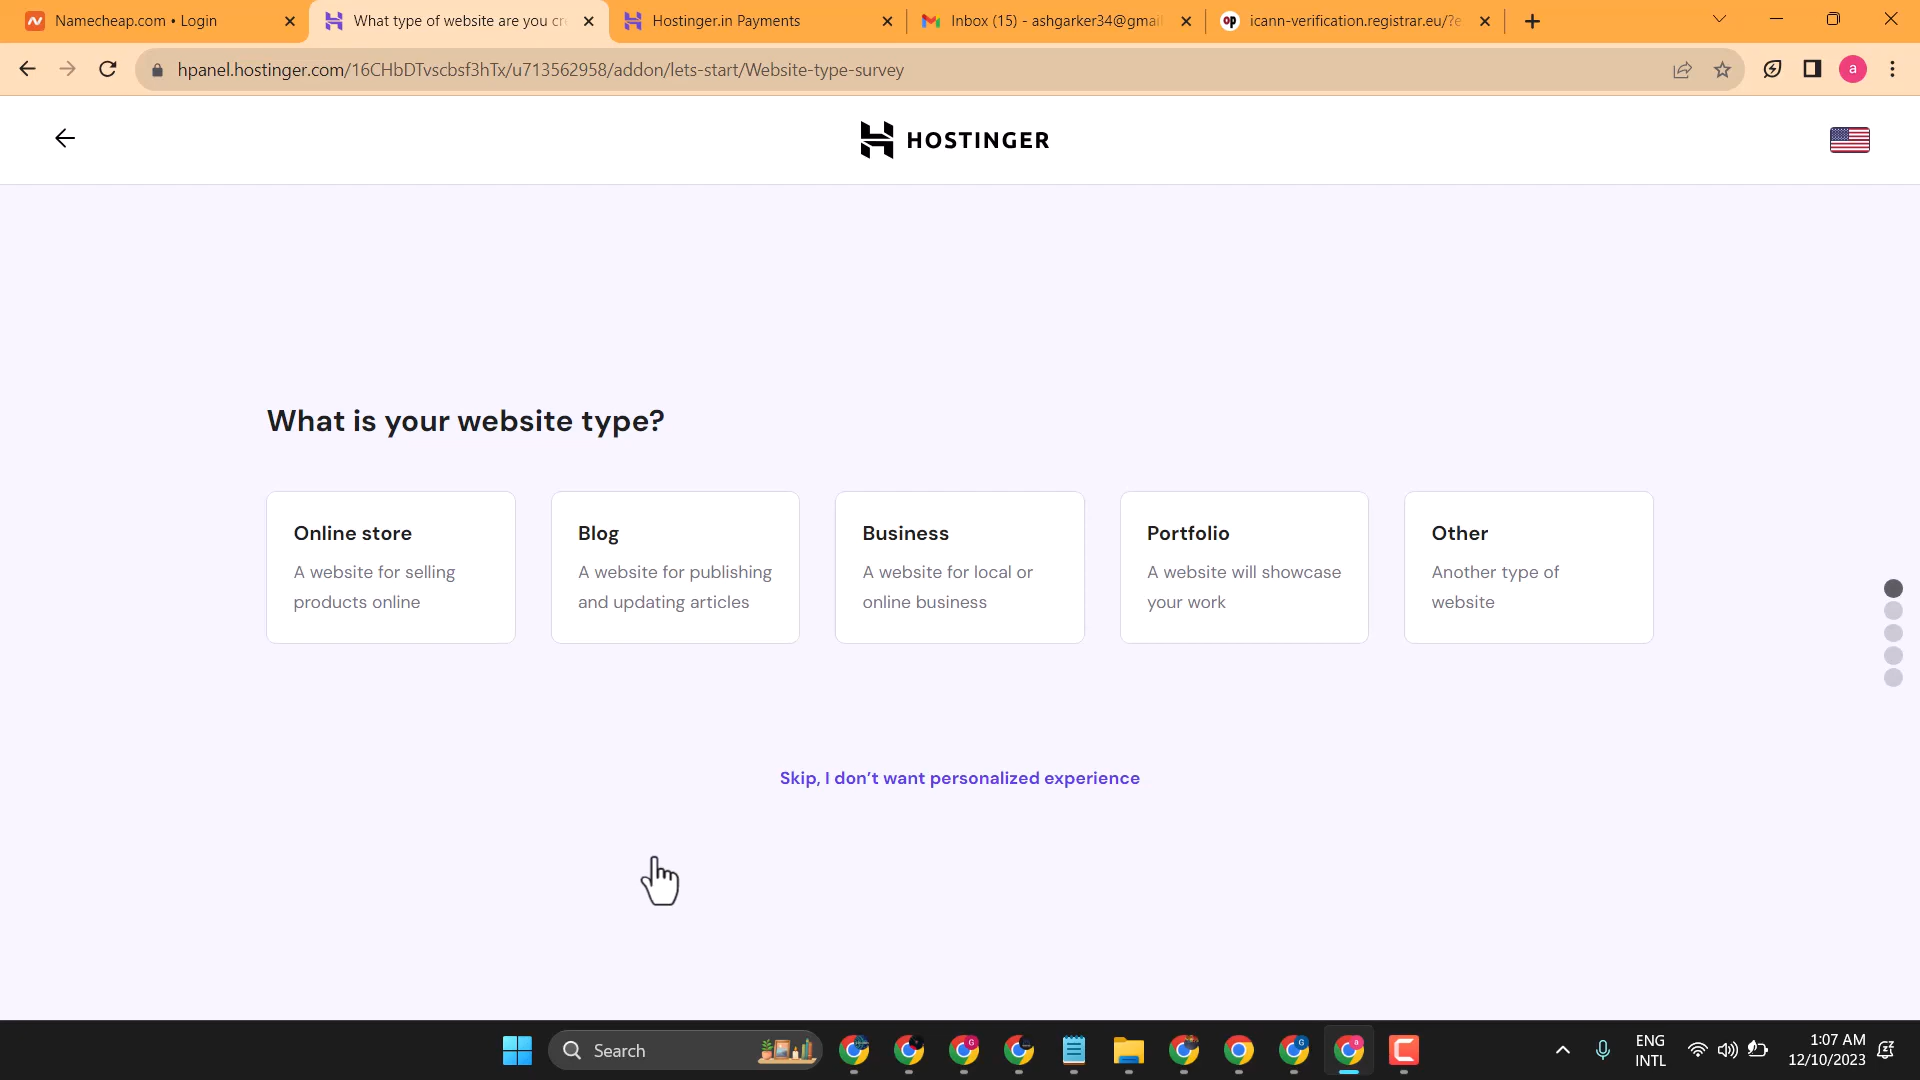 Namecheap.com • Login
What type of website are you cr
Hostinger.in Payments
Inbox (15) - ashgarker34@gmail
icann-verification.registrar.eu/?e
hpanel.hostinger.com/16CHbDTvscbsf3hTx/u713562958/addon/lets-start/Website-type-survey
a
HOSTINGER
What is your website type?
Online store
A website for selling
products online
Blog
A website for publishing
and updating articles
Business
A website for local or
online business
Portfolio
A website will showcase
your work
Other
Another type of
website
Skip, I don’t want personalized experience
Search
ENG
INTL
1:07 AM
12/10/2023